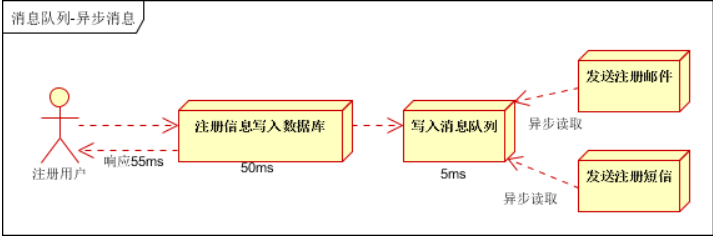 消息队列-异步消息
发送注册邮件
注册信息写入数据库
写入消息队列
异步读取
响应55ms
注册用户
50ms
5ms
发送注册短信
异步读取